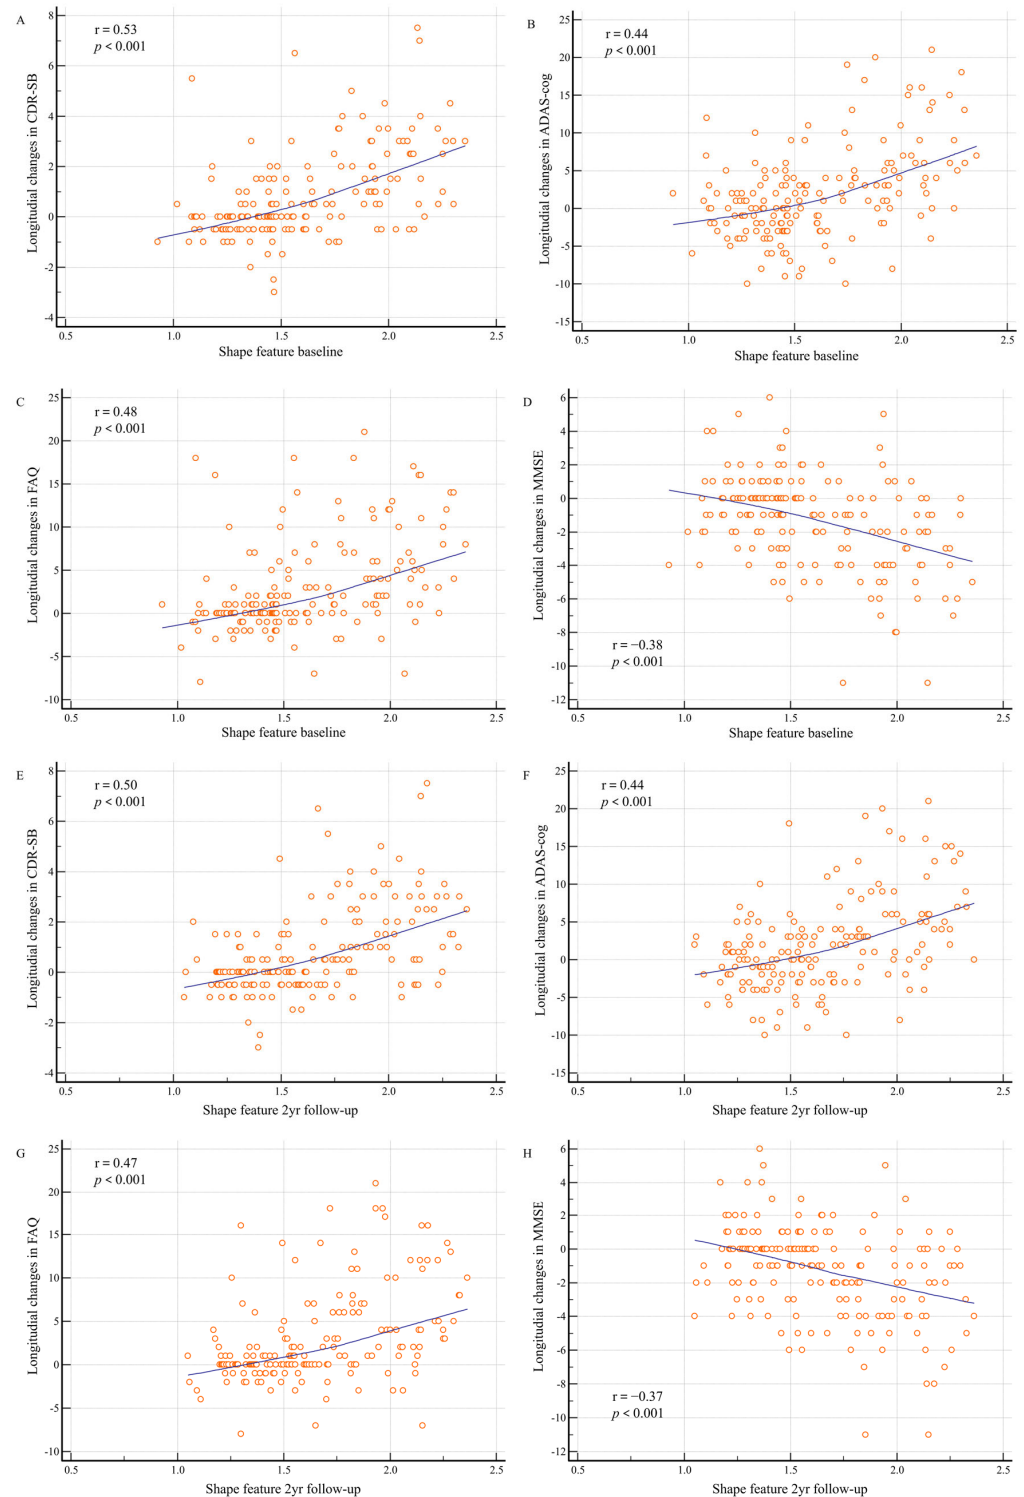 A
r = 0.53
p < 0.001
Longitudial changes in CDR-SB
8
6
4
2
0
-2
-4
0.5 1.0 1.5 2.0 2.5
Shape feature baseline
B
r = 0.44
p < 0.001
Longitudial changes in ADAS-cog
25
20
15
10
5
0
-5
-10
-15
0.5 1.0 1.5 2.0 2.5
Shape feature baseline
C
r = 0.48
p < 0.001
Longitudial changes in FAQ
25
20
15
10
5
0
-5
-10
0.5 1.0 1.5 2.0 2.5
Shape feature baseline
D
Longitudial changes in MMSE
6
4
2
0
-2
-4
-6
-8
-10
-12
r = −0.38
p < 0.001
0.5 1.0 1.5 2.0 2.5
Shape feature baseline
E
r = 0.50
p < 0.001
Longitudial changes in CDR-SB
8
6
4
2
0
-2
-4
0.5 1.0 1.5 2.0 2.5
Shape feature 2yr follow-up
F
r = 0.44
p < 0.001
Longitudial changes in ADAS-cog
25
20
15
10
5
0
-5
-10
-15
0.5 1.0 1.5 2.0 2.5
Shape feature 2yr follow-up
G
r = 0.47
p < 0.001
Longitudial changes in FAQ
25
20
15
10
5
0
-5
-10
0.5 1.0 1.5 2.0 2.5
Shape feature 2yr follow-up
H
Longitudial changes in MMSE
6
4
2
0
-2
-4
-6
-8
-10
-12
r = −0.37
p < 0.001
0.5 1.0 1.5 2.0 2.5
Shape feature 2yr follow-up